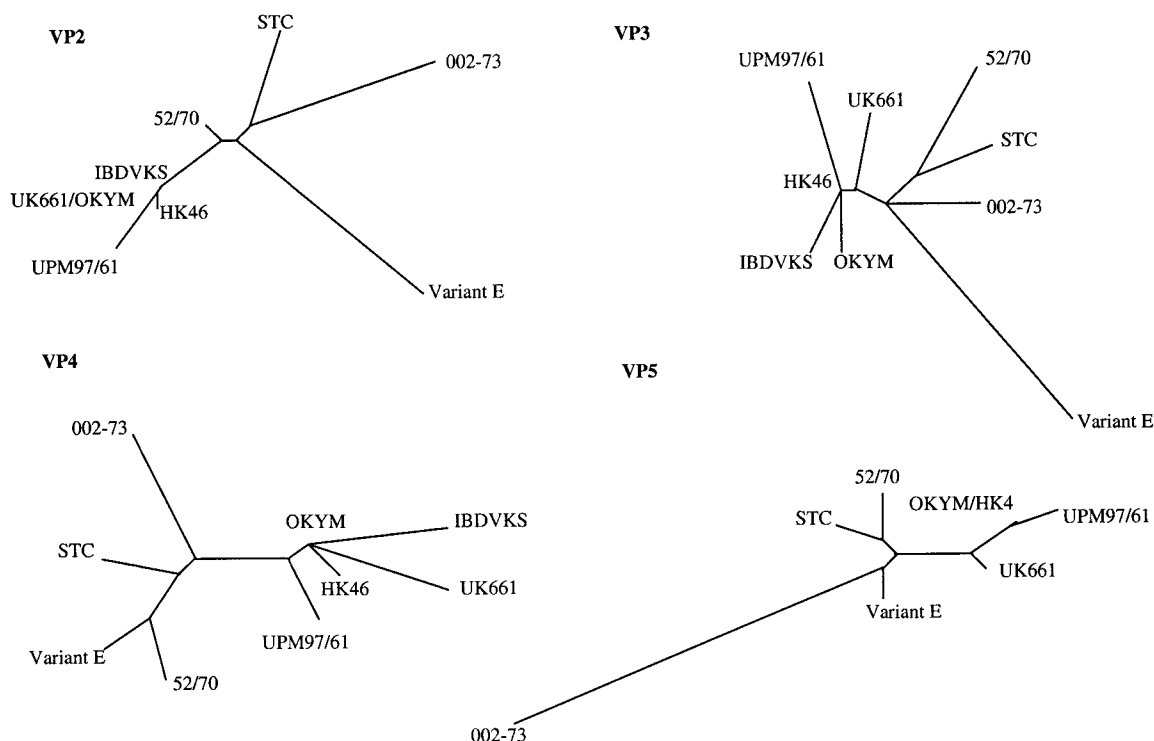 VP2
STC
002-73
52/70
IBDVKS
UK661/OKYM
HK46
UPM97/61
Variant E
VP3
UPM97/61
52/70
UK661
STC
HK46
002-73
IBDVKS
OKYM
Variant E
VP4
002-73
OKYM
IBDVKS
STC
HK46
UK661
UPM97/61
Variant E
52/70
VP5
52/70
OKYM/HK4
UPM97/61
STC
UK661
Variant E
002-73